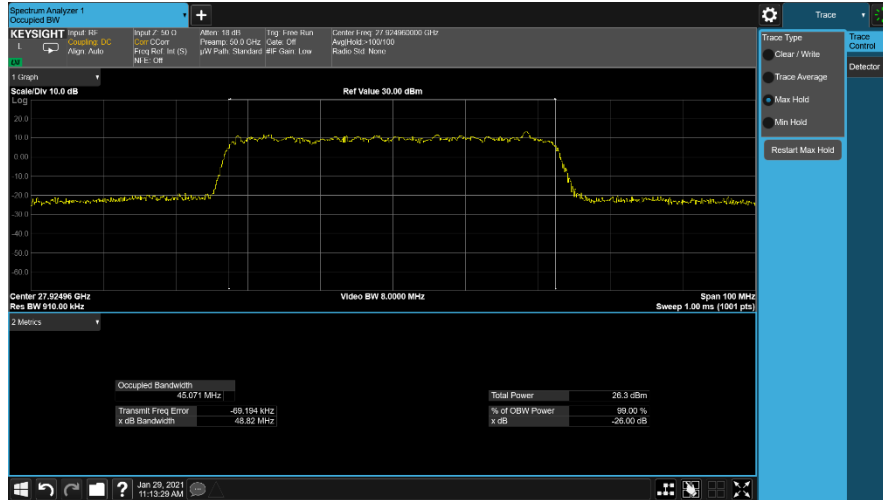 Spectrum Analyzer 1
Occupied BW
+
Trace
KEYSIGHT
Input: RF
Coupling: DC
Align: Auto
Input Z: 50 Ω
Corr CCorr
Freq Ref: Int (S)
NFE: Off
Atten: 18 dB
Preamp: 50.0 GHz
µW Path: Standard
Trig: Free Run
Gate: Off
#IF Gain: Low
Center Freq: 27.924960000 GHz
Avg|Hold:>100/100
Radio Std: None
Trace Type
Clear / Write
Trace Average
Max Hold
Min Hold
Restart Max Hold
Trace
Control
Detector
1 Graph
Scale/Div 10.0 dB
Ref Value 30.00 dBm
Log
20.0
10.0
0.00
-10.0
-20.0
-30.0
-40.0
-50.0
-60.0
Center 27.92496 GHz
Video BW 8.0000 MHz
Span 100 MHz
Res BW 910.00 kHz
Sweep 1.00 ms (1001 pts)
2 Metrics
Occupied Bandwidth
45.071 MHz
Total Power 26.3 dBm
Transmit Freq Error -69.194 kHz
% of OBW Power 99.00 %
x dB Bandwidth 48.82 MHz
x dB -26.00 dB
?
Jan 29, 2021
11:13:29 AM